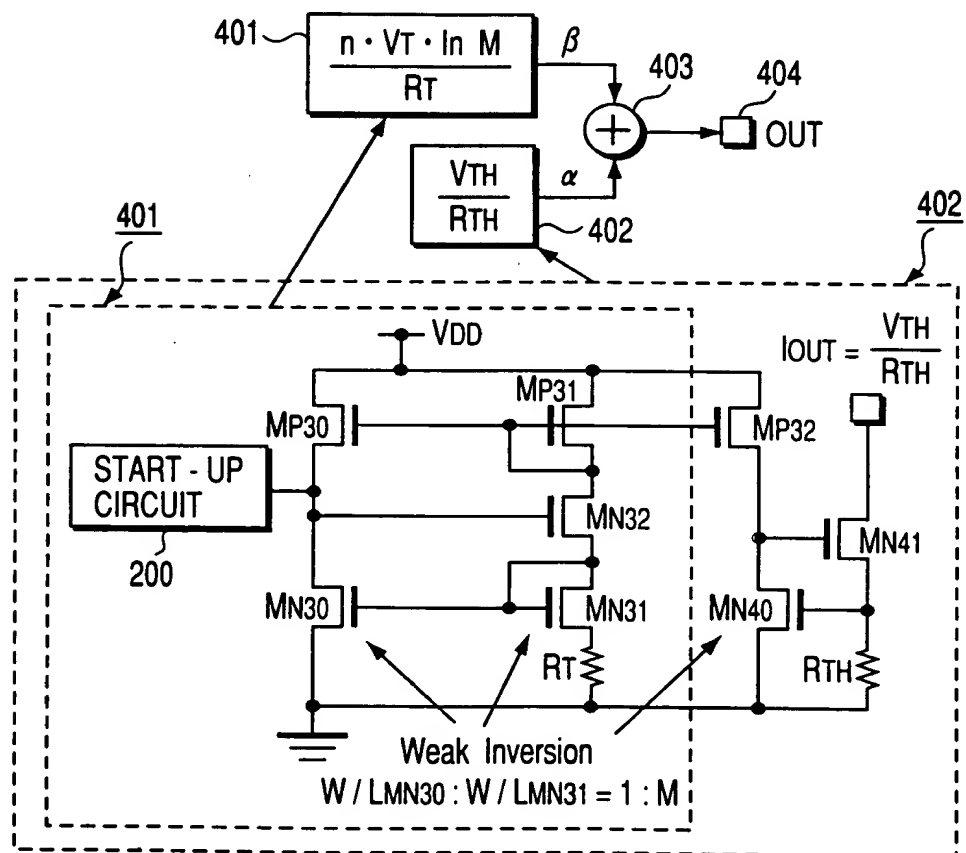 401
n · VT · ln M
RT
β
403
404
+
OUT
VTH
RTH
α
402
401
402
VDD
IOUT = VTH
RTH
MP30
MP31
MP32
START - UP
CIRCUIT
200
MN32
MN41
MN30
MN31
MN40
RT
RTH
Weak Inversion
W / LMN30 : W / LMN31 = 1 : M